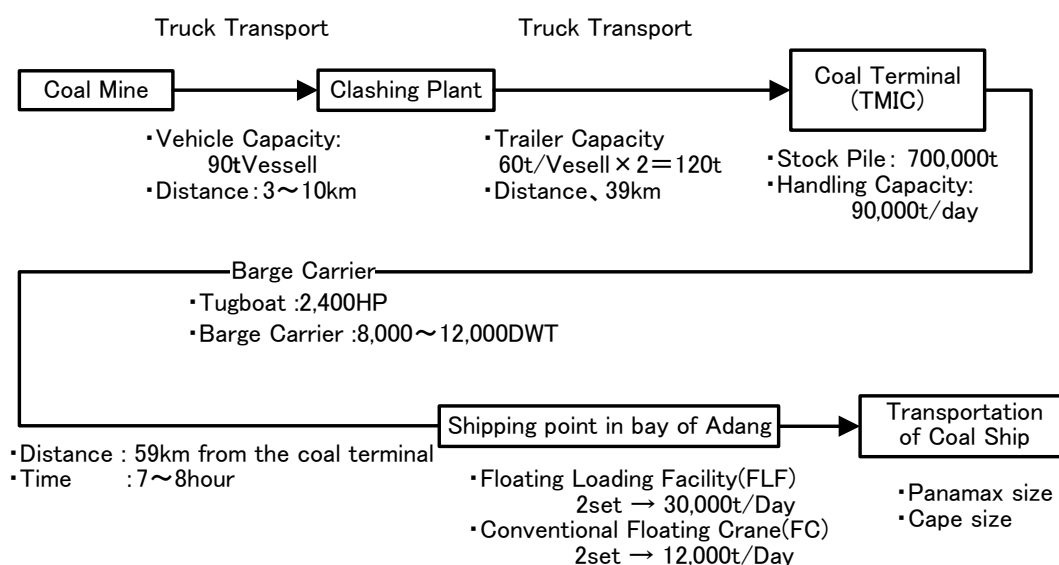 Truck Transport
Truck Transport
Coal Mine
Clashing Plant
Coal Terminal
(TMIC)
・Vehicle Capacity:
90tVessell
・Distance：3～10km
・Trailer Capacity
60t/Vesell×2＝120t
・Distance、39km
・Stock Pile： 700,000t
・Handling Capacity:
90,000t/day
Barge Carrier
・Tugboat :2,400HP
・Barge Carrier :8,000～12,000DWT
Shipping point in bay of Adang
Transportation
of Coal Ship
・Distance : 59km from the coal terminal
・Time :7～8hour
・Floating Loading Facility(FLF)
2set → 30,000t/Day
・Conventional Floating Crane(FC)
2set → 12,000t/Day
・Panamax size
・Cape size